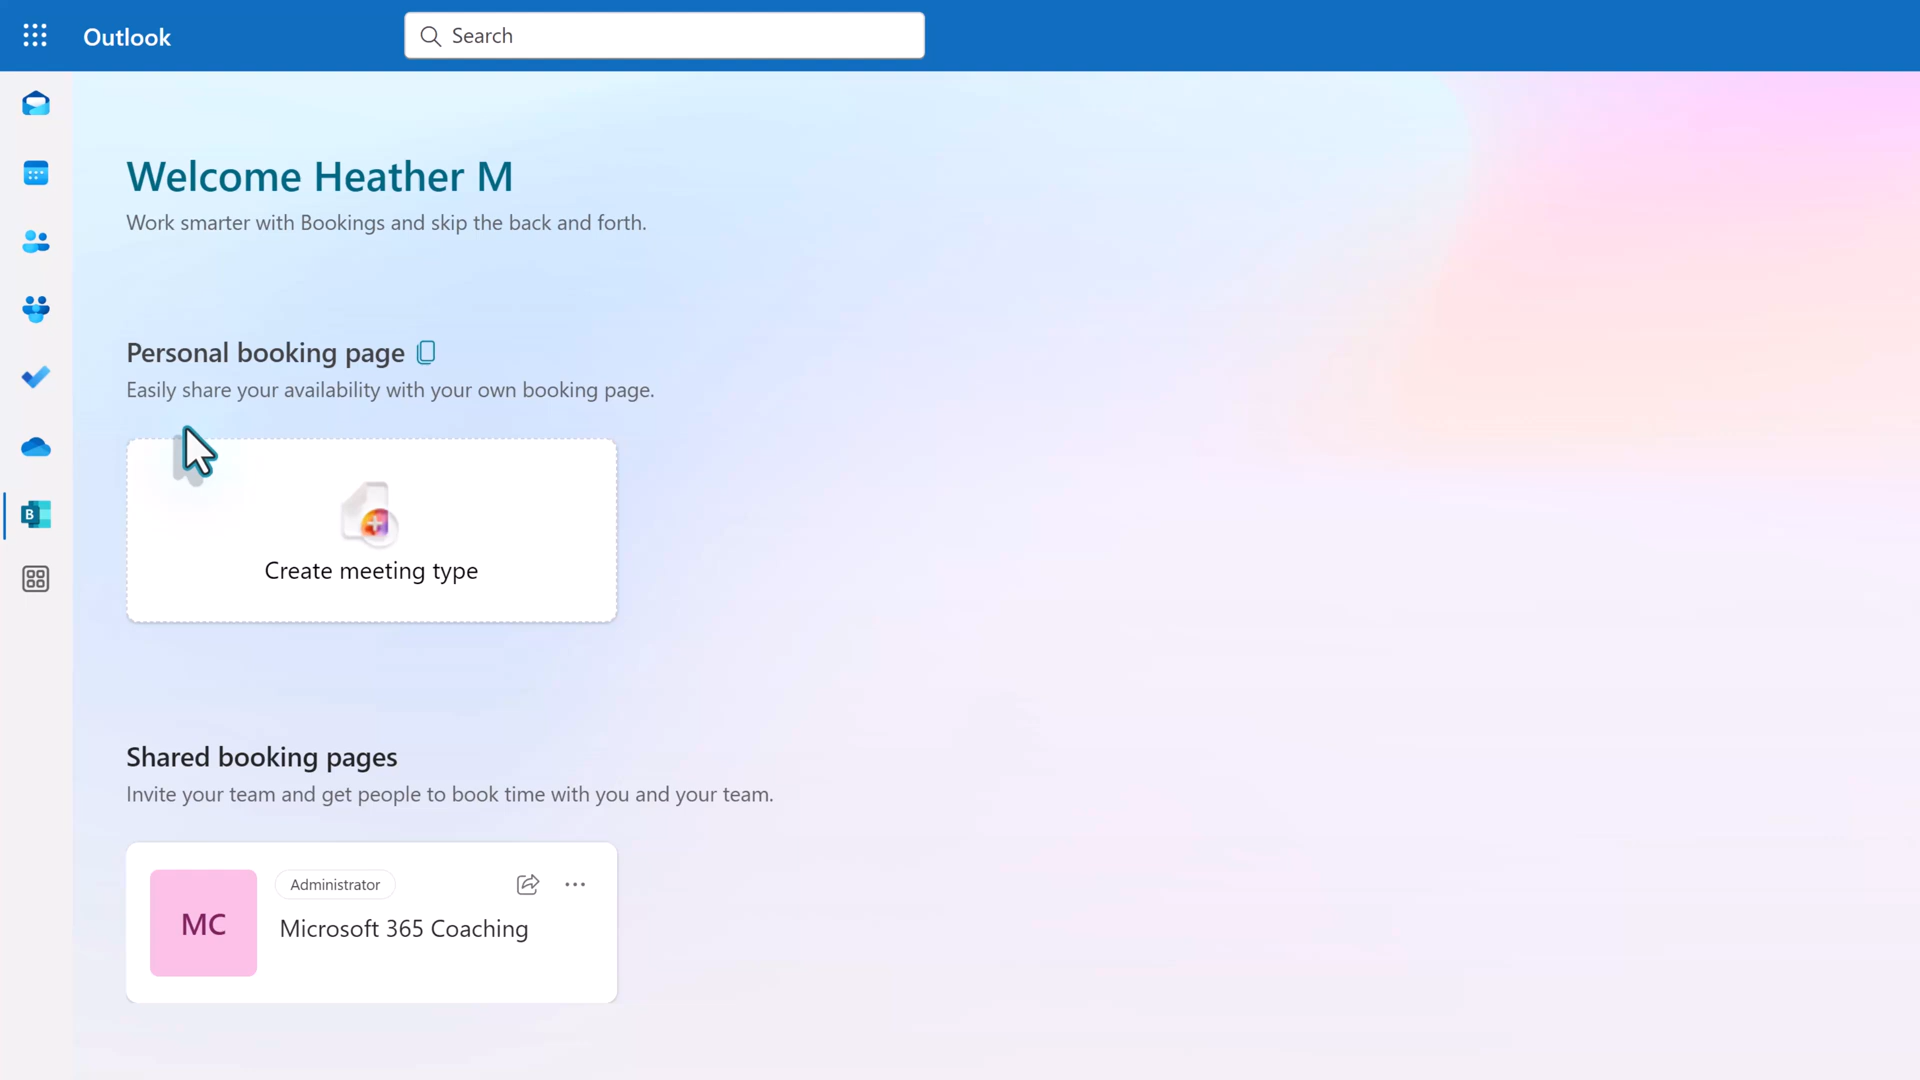 Outlook
Search
Welcome Heather M
Work smarter with Bookings and skip the back and forth.
Personal booking page
Easily share your availability with your own booking page.
B
Create meeting type
Shared booking pages
Invite your team and get people to book time with you and your team.
MC
Administrator
Microsoft 365 Coaching